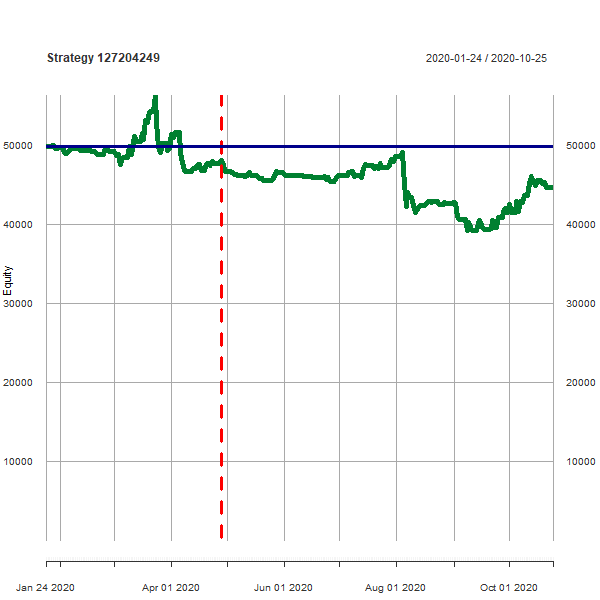 Strategy 127204249
2020-01-24 / 2020-10-25
50000
50000
40000
40000
Equity
30000
30000
20000
20000
10000
10000
Jan 24 2020
Apr 01 2020
Jun 01 2020
Aug 01 2020
Oct 01 2020